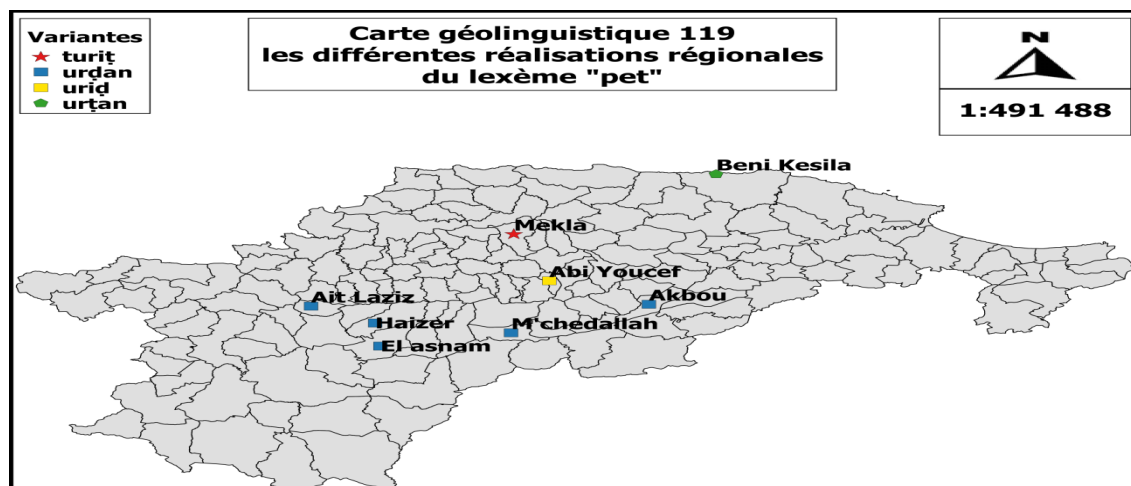 Variantes
turiṭ
urḍan
uriḍ
urṭan
Carte géolinguistique 119
les différentes réalisations régionales
du lexème "pet"
N
1:491 488
Beni Kesila
Mekla
Abi Youcef
Ait Laziz
Akbou
Haizer
M'chedallah
El asnam